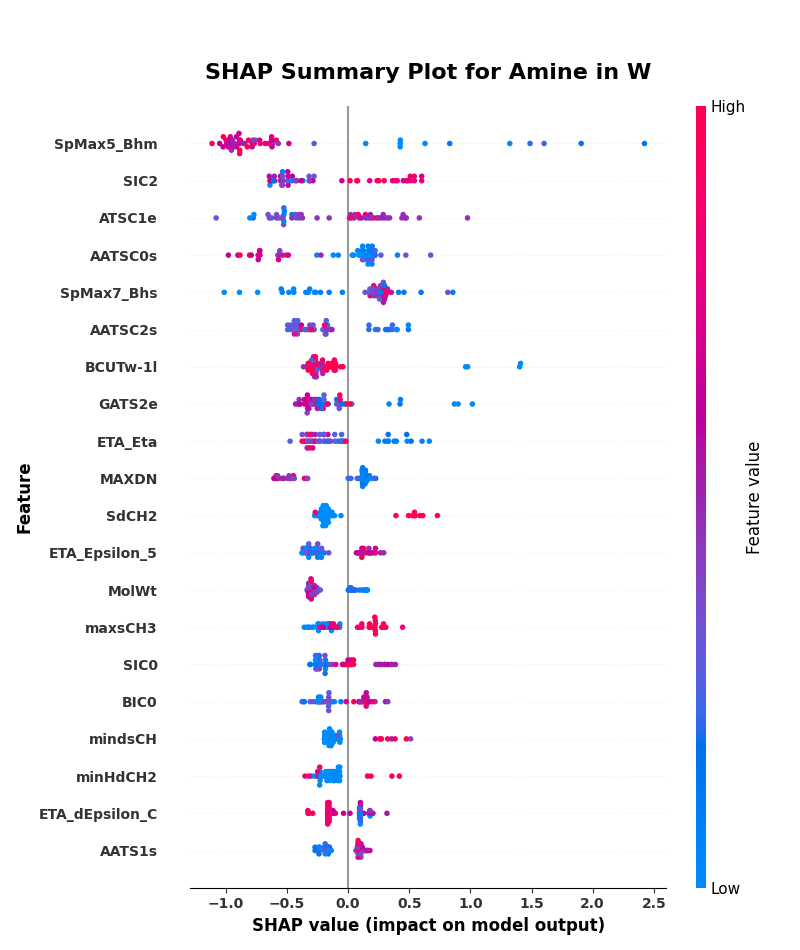 SHAP Summary Plot for Amine in W
High
SpMax5_Bhm
SIC2
ATSC1e
AATSC0s
SpMax7_Bhs
AATSC2s
BCUTw-1l
GATS2e
ETA_Eta
MAXDN
SdCH2
ETA_Epsilon_5
MolWt
maxsCH3
SIC0
BIC0
mindsCH
minHdCH2
ETA_dEpsilon_C
AATS1s
Feature
Feature value
Low
−1.0 −0.5 0.0 0.5 1.0 1.5 2.0 2.5
SHAP value (impact on model output)